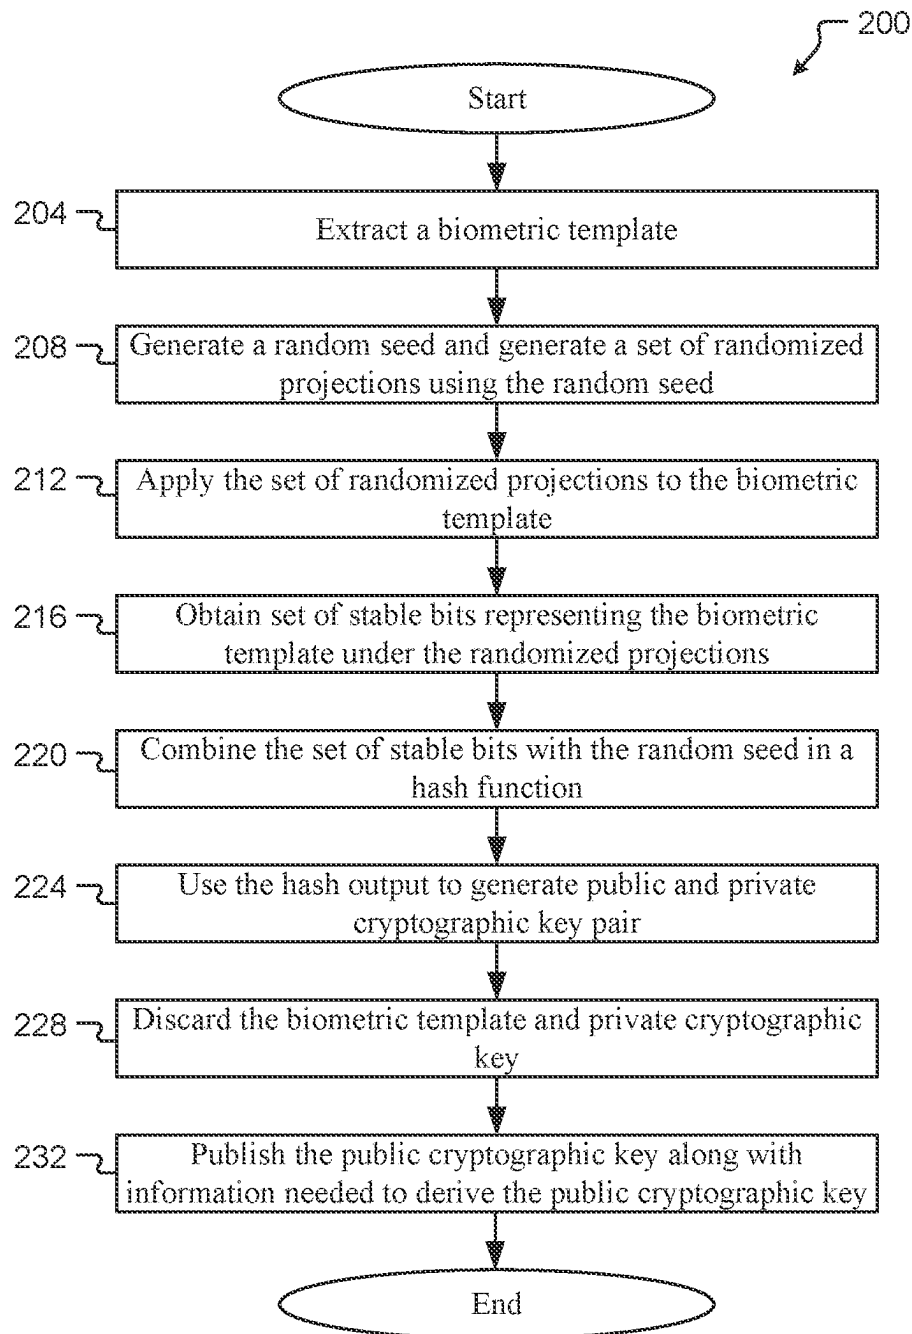 200
Start
204
Extract a biometric template
208
Generate a random seed and generate a set of randomized
projections using the random seed
212
Apply the set of randomized projections to the biometric
template
216
Obtain set of stable bits representing the biometric
template under the randomized projections
220
Combine the set of stable bits with the random seed in a
hash function
224
Use the hash output to generate public and private
cryptographic key pair
228
Discard the biometric template and private cryptographic
key
232
Publish the public cryptographic key along with
information needed to derive the public cryptographic key
End